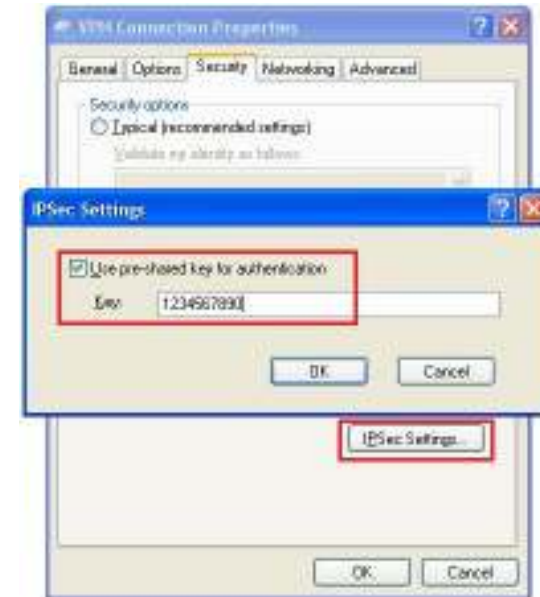 VPN Connection Properties
General Options Security Networking Advanced
Security options
Typical (recommended settings)
Validate my identity as follows:
IPSec Settings
Use pre-shared key for authentication
Key: 1234567890
OK Cancel
IPSec Settings...
OK Cancel